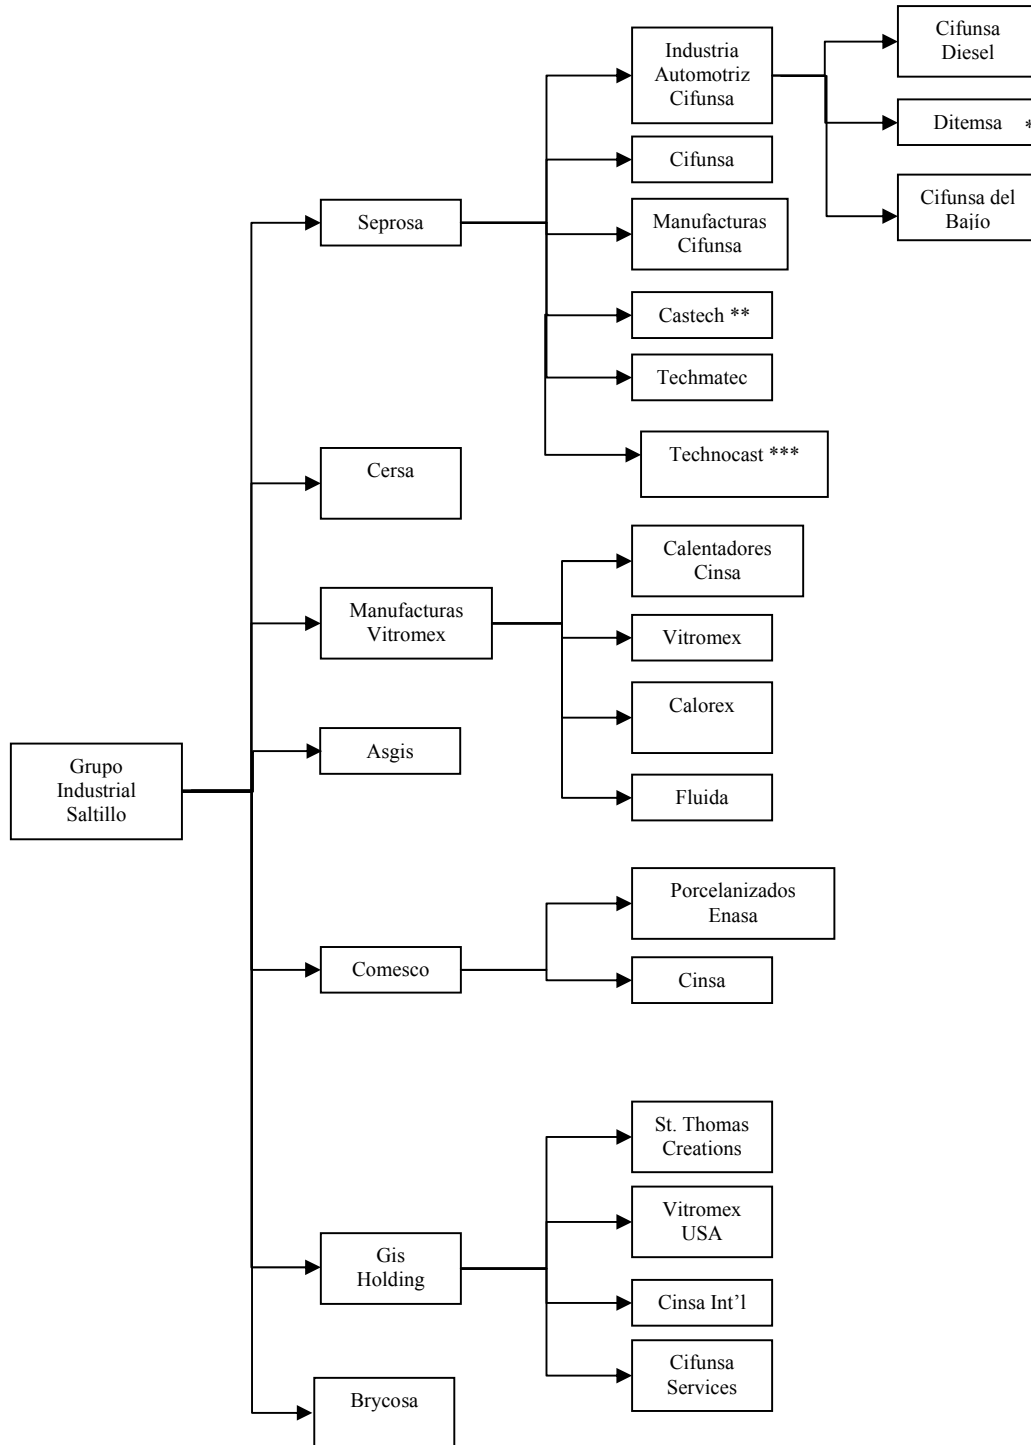 Cifunsa
Diesel
Industria
Automotriz
Cifunsa
Ditemsa *
Cifunsa
Cifunsa del
Bajío
Seprosa
Manufacturas
Cifunsa
Castech **
Techmatec
Technocast ***
Cersa
Calentadores
Cinsa
Manufacturas
Vitromex
Vitromex
Calorex
Asgis
Grupo
Industrial
Saltillo
Fluida
Porcelanizados
Enasa
Comesco
Cinsa
St. Thomas
Creations
Vitromex
USA
Gis
Holding
Cinsa Int’l
Cifunsa
Services
Brycosa